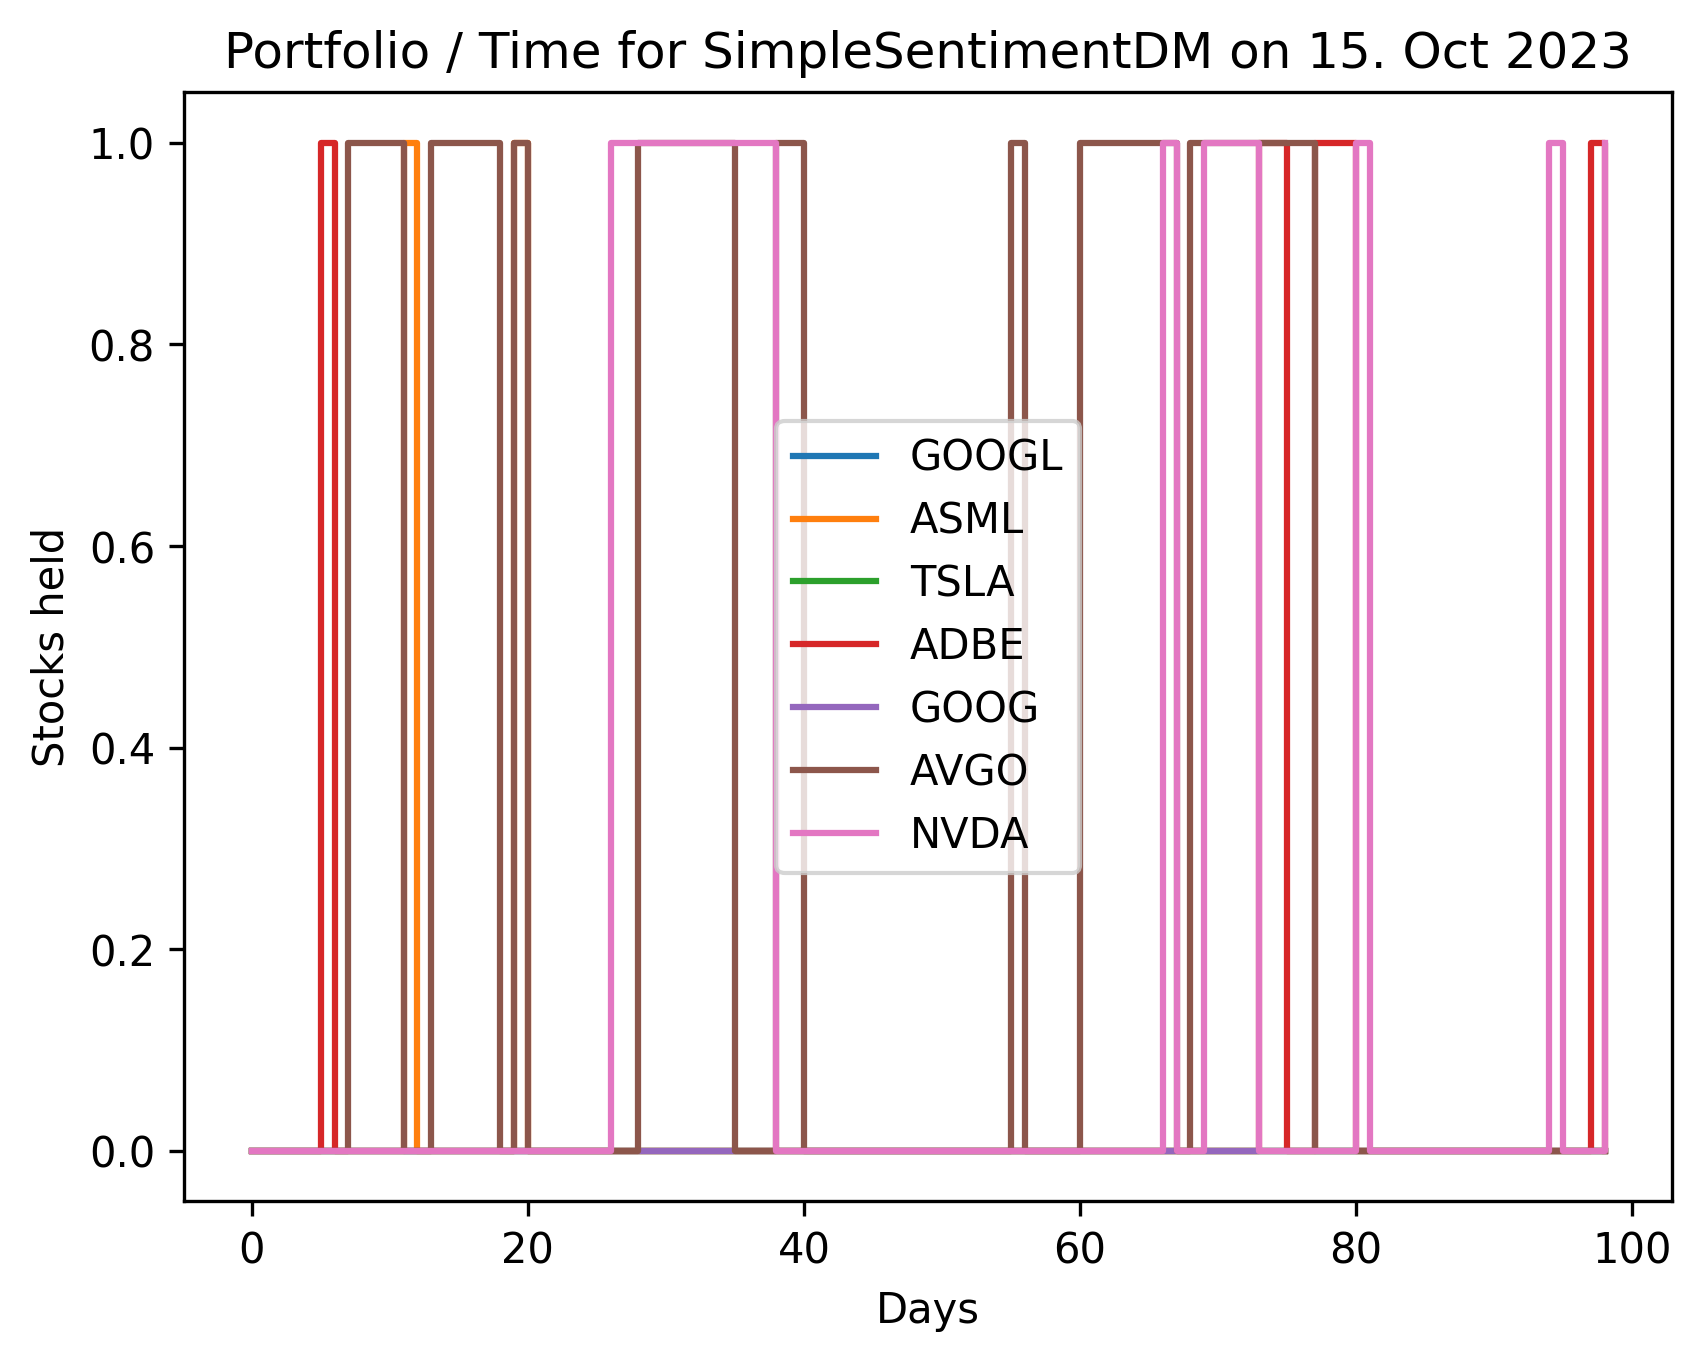 Portfolio / Time for SimpleSentimentDM on 15. Oct 2023
1.0
0.8
0.6
0.4
0.2
0.0
Stocks held
GOOGL
ASML
TSLA
ADBE
GOOG
AVGO
NVDA
0 20 40 60 80 100
Days